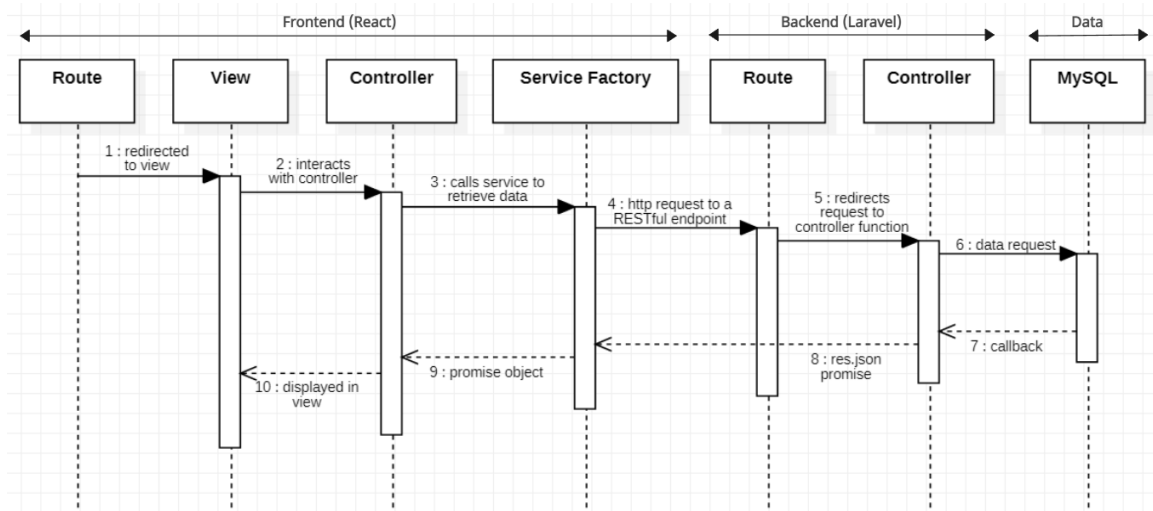 Frontend (React)
Backend (Laravel)
Data
Route
View
Controller
Service Factory
Route
Controller
MySQL
1 : redirected
to view
2 : interacts
with controller
3 : calls service to
retrieve data
4 : http request to a
RESTful endpoint
5 : redirects
request to
controller function
6 : data request
7 : callback
8 : res.json
promise
9 : promise object
10 : displayed in
view